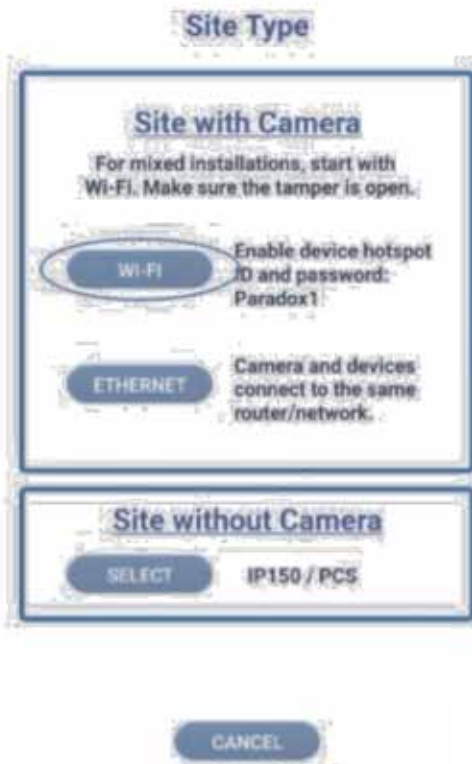 Site Type
Site with Camera
For mixed installations, start with
Wi-Fi. Make sure the tamper is open.
WI-FI
Enable device hotspot
ID and password:
Paradox1
ETHERNET
Camera and devices
connect to the same
router/network.
Site without Camera
SELECT
IP150 / PCS
CANCEL